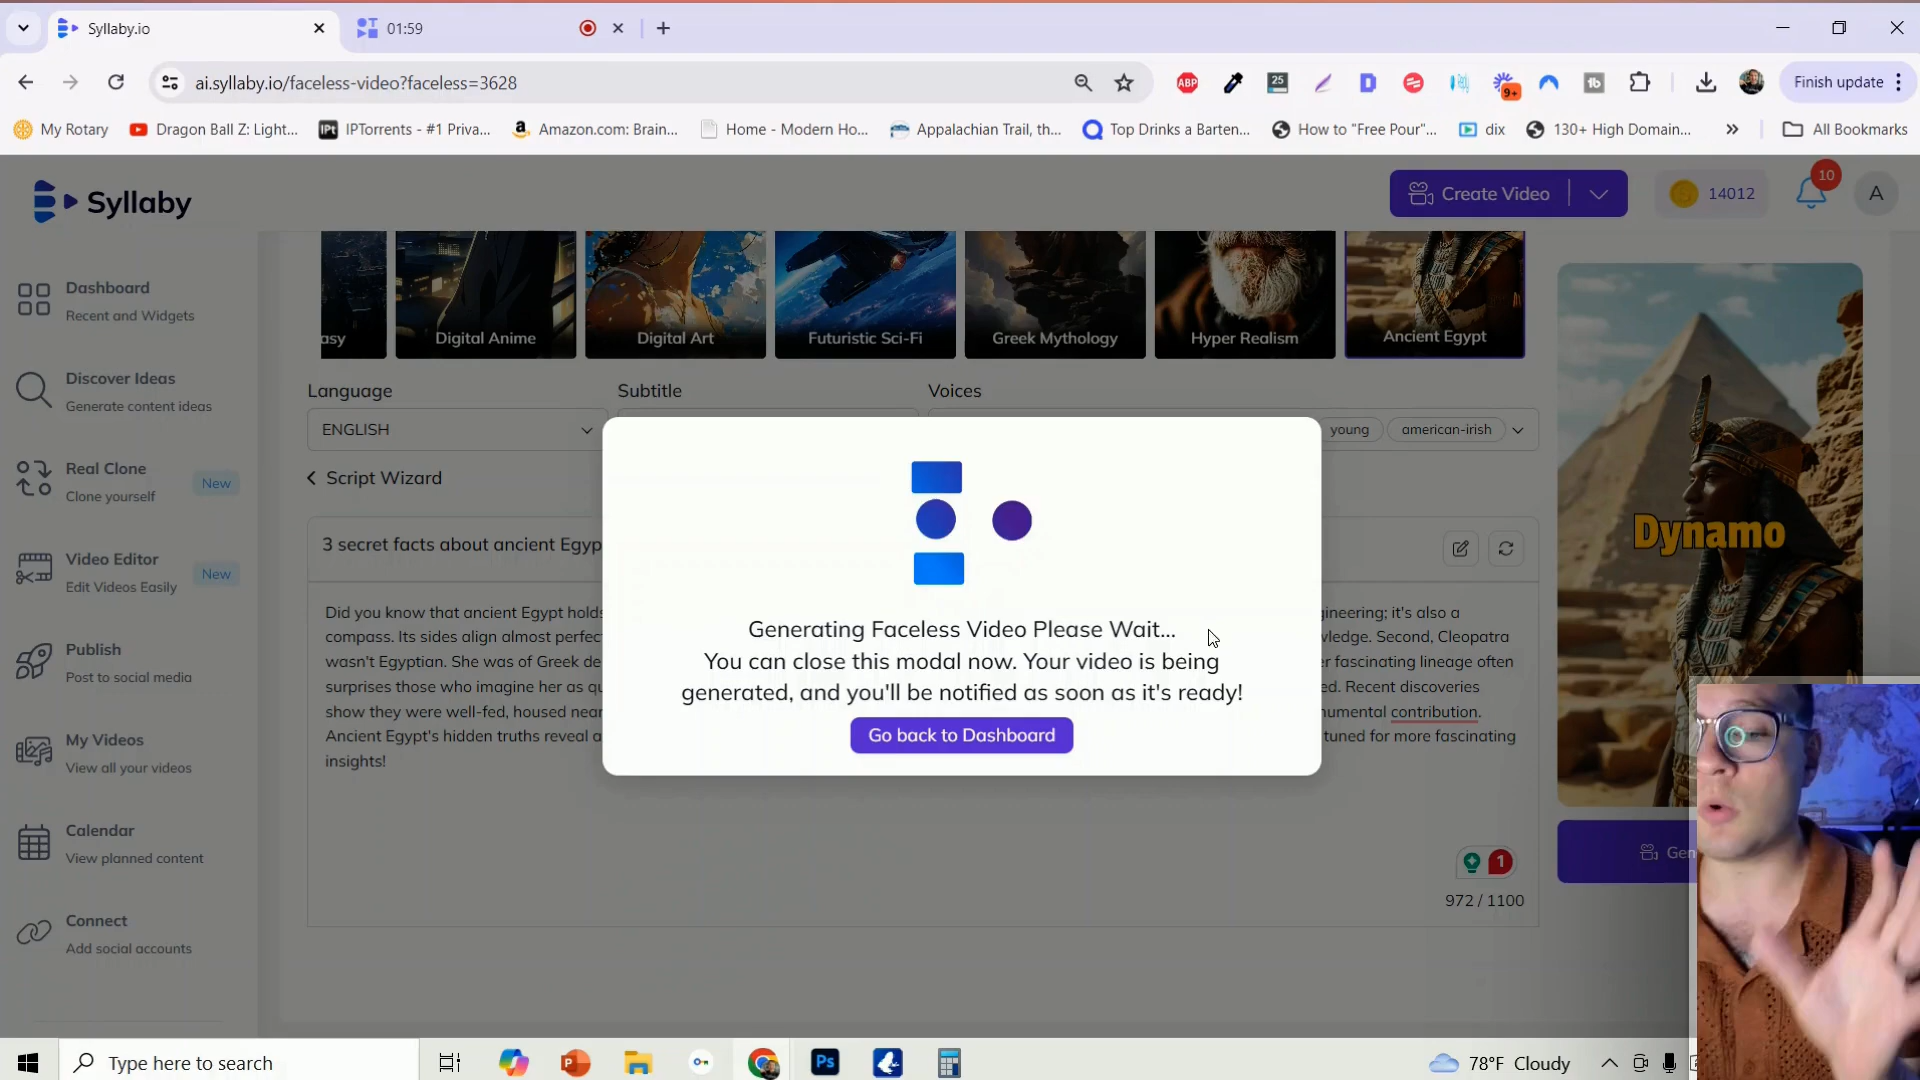 Syllaby.io
01:59
ai.syllaby.io/faceless-video?faceless=3628
ABP
25
9+
Finish update
My Rotary
Dragon Ball Z: Light...
IPTorrents - #1 Priva...
Amazon.com: Brain...
Home - Modern Ho...
Appalachian Trail, th...
Top Drinks a Barten...
How to "Free Pour"...
dix
130+ High Domain...
All Bookmarks
Syllaby
Create Video
14012
10
A
Dashboard
Recent and Widgets
Discover Ideas
Generate content ideas
Real Clone
Clone yourself
New
Video Editor
Edit Videos Easily
New
Publish
Post to social media
My Videos
View all your videos
Calendar
View planned content
Connect
Add social accounts
asy
Digital Anime
Digital Art
Futuristic Sci-Fi
Greek Mythology
Hyper Realism
Ancient Egypt
Language
Subtitle
Voices
ENGLISH
young
american-irish
Script Wizard
3 secret facts about ancient Egyp
Did you know that ancient Egypt holds gineering; it's also a
compass. Its sides align almost perfec wledge. Second, Cleopatra
wasn't Egyptian. She was of Greek de er fascinating lineage often
surprises those who imagine her as qu ed. Recent discoveries
show they were well-fed, housed near numental contribution.
Ancient Egypt's hidden truths reveal a tuned for more fascinating
insights!
1
972 / 1100
Generating Faceless Video Please Wait...
You can close this modal now. Your video is being
generated, and you'll be notified as soon as it's ready!
Go back to Dashboard
Dynamo
Gen
Type here to search
Ps
78°F Cloudy